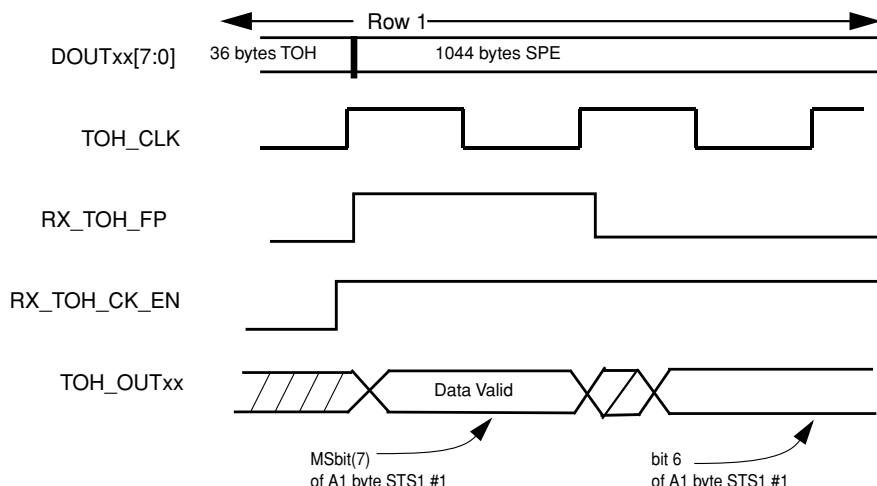 Row 1
DOUTxx[7:0]
36 bytes TOH
1044 bytes SPE
TOH_CLK
RX_TOH_FP
RX_TOH_CK_EN
TOH_OUTxx
Data Valid
MSbit(7)
of A1 byte STS1 #1
bit 6
of A1 byte STS1 #1